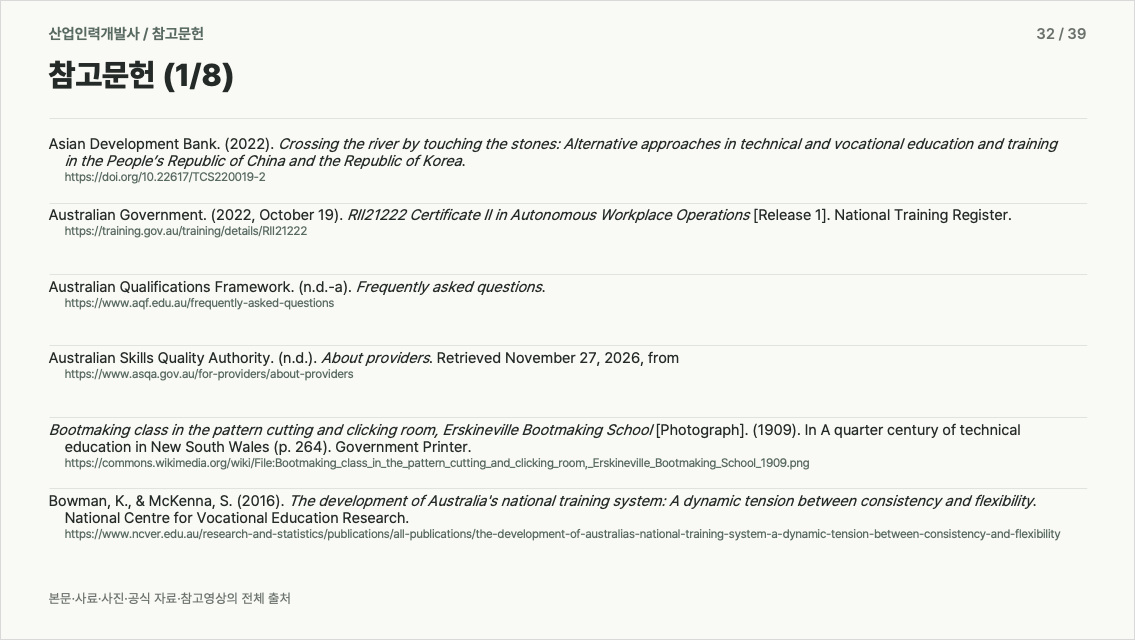 산업인력개발사 / 참고문헌
32 / 39
참고문헌 (1/8)
Asian Development Bank. (2022). Crossing the river by touching the stones: Alternative approaches in technical and vocational education and training
in the People’s Republic of China and the Republic of Korea.
https://doi.org/10.22617/TCS220019-2
Australian Government. (2022, October 19). RII21222 Certificate II in Autonomous Workplace Operations [Release 1]. National Training Register.
https://training.gov.au/training/details/RII21222
Australian Qualifications Framework. (n.d.-a). Frequently asked questions.
https://www.aqf.edu.au/frequently-asked-questions
Australian Skills Quality Authority. (n.d.). About providers. Retrieved November 27, 2026, from
https://www.asqa.gov.au/for-providers/about-providers
Bootmaking class in the pattern cutting and clicking room, Erskineville Bootmaking School [Photograph]. (1909). In A quarter century of technical
education in New South Wales (p. 264). Government Printer.
https://commons.wikimedia.org/wiki/File:Bootmaking_class_in_the_pattern_cutting_and_clicking_room,_Erskineville_Bootmaking_School_1909.png
Bowman, K., & McKenna, S. (2016). The development of Australia's national training system: A dynamic tension between consistency and flexibility.
National Centre for Vocational Education Research.
https://www.ncver.edu.au/research-and-statistics/publications/all-publications/the-development-of-australias-national-training-system-a-dynamic-tension-between-consistency-and-flexibility
본문·사료·사진·공식 자료·참고영상의 전체 출처